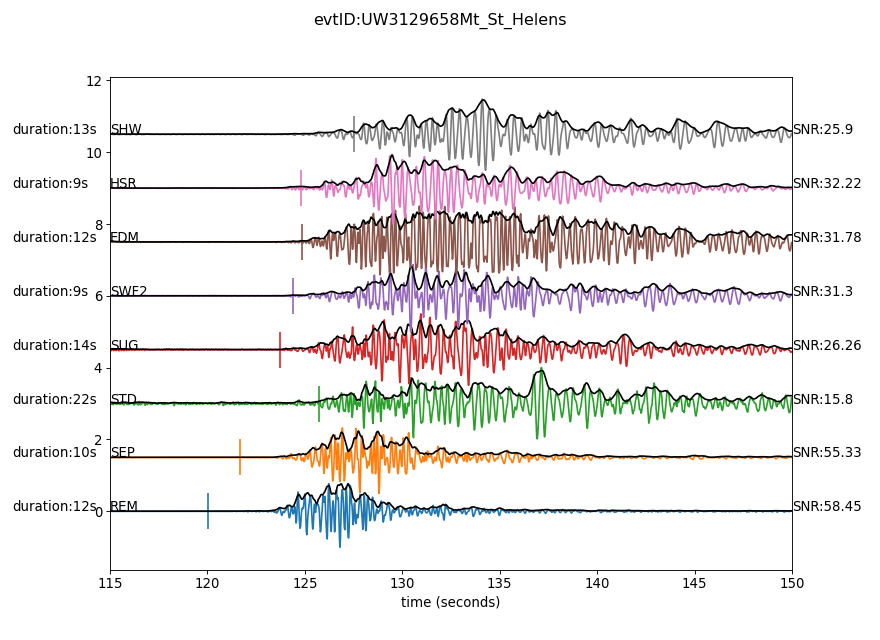 evtID:UW3129658Mt_St_Helens
12
duration:13s SHW SNR:25.9
10
duration:9s HSR SNR:32.22
8
duration:12s EDM SNR:31.78
duration:9s SWF2 SNR:31.3
6
duration:14s SUG SNR:26.26
4
duration:22s STD SNR:15.8
2
duration:10s SEP SNR:55.33
duration:12s REM SNR:58.45
0
115 120 125 130 135 140 145 150
time (seconds)